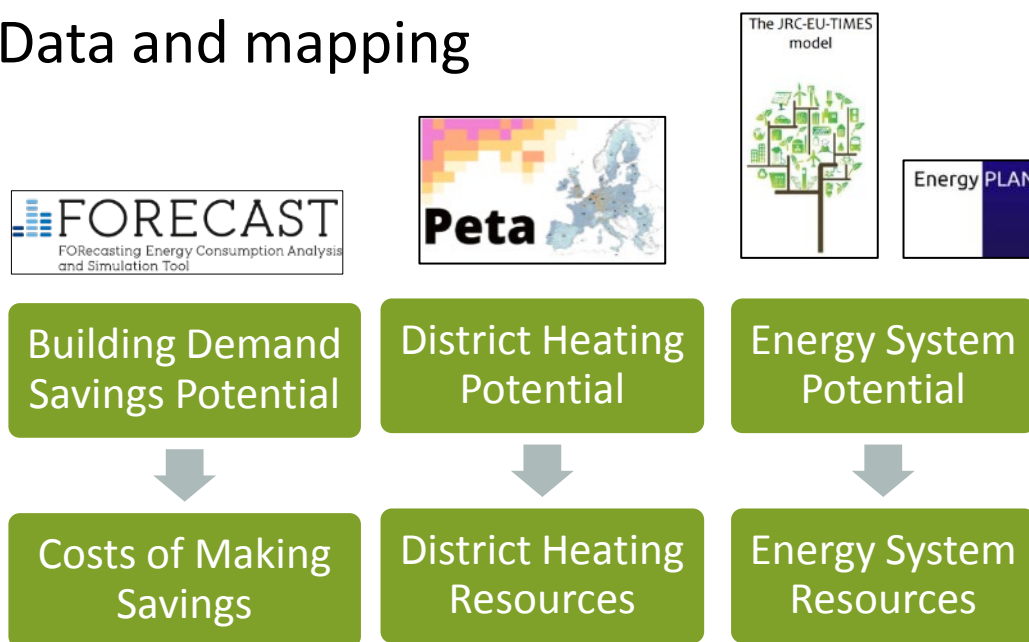 Data and mapping
The JRC-EU-TIMES
model
FORECAST
FORecasting Energy Consumption Analysis
and Simulation Tool
Peta
Energy PLAN
Building Demand
Savings Potential
District Heating
Potential
Energy System
Potential
Costs of Making
Savings
District Heating
Resources
Energy System
Resources